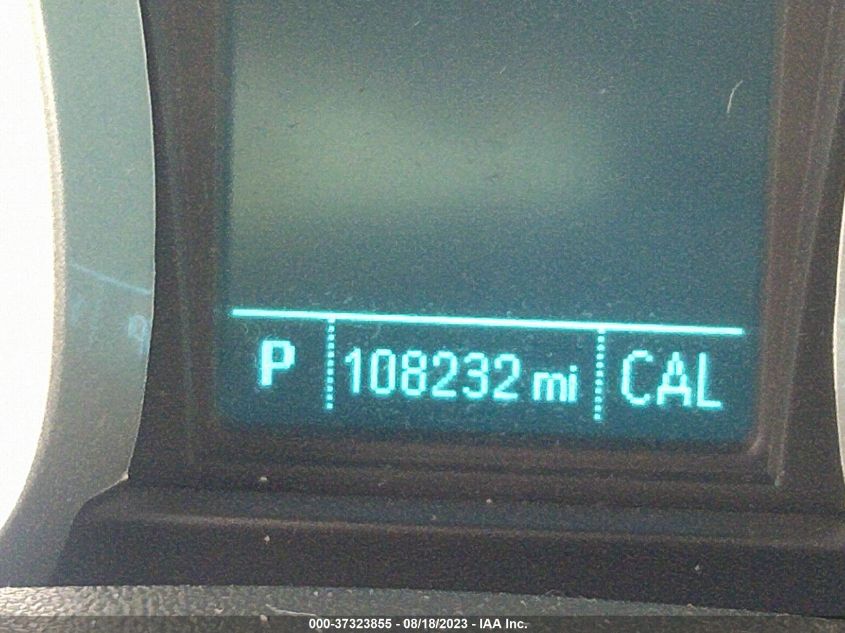 P 108232 mi CAL
000-37323855 - 08/18/2023 - IAA Inc.